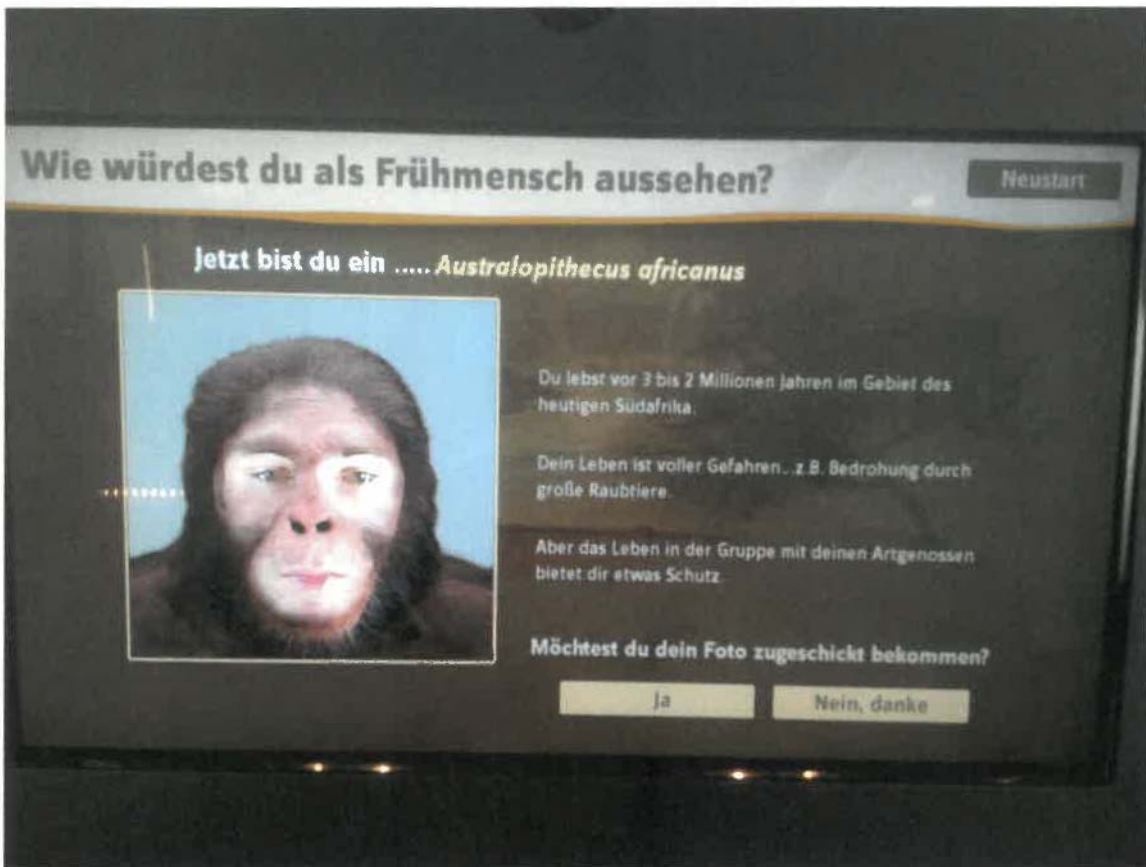 Wie würdest du als Frühmensch aussehen?
Neustart
Jetzt bist du ein ..... Australopithecus africanus
Du lebst vor 3 bis 2 Millionen Jahren im Gebiet des
heutigen Südafrika.
Dein Leben ist voller Gefahren...z.B. Bedrohung durch
große Raubtiere.
Aber das Leben in der Gruppe mit deinen Artgenossen
bietet dir etwas Schutz.
Möchtest du dein Foto zugeschickt bekommen?
Ja
Nein, danke